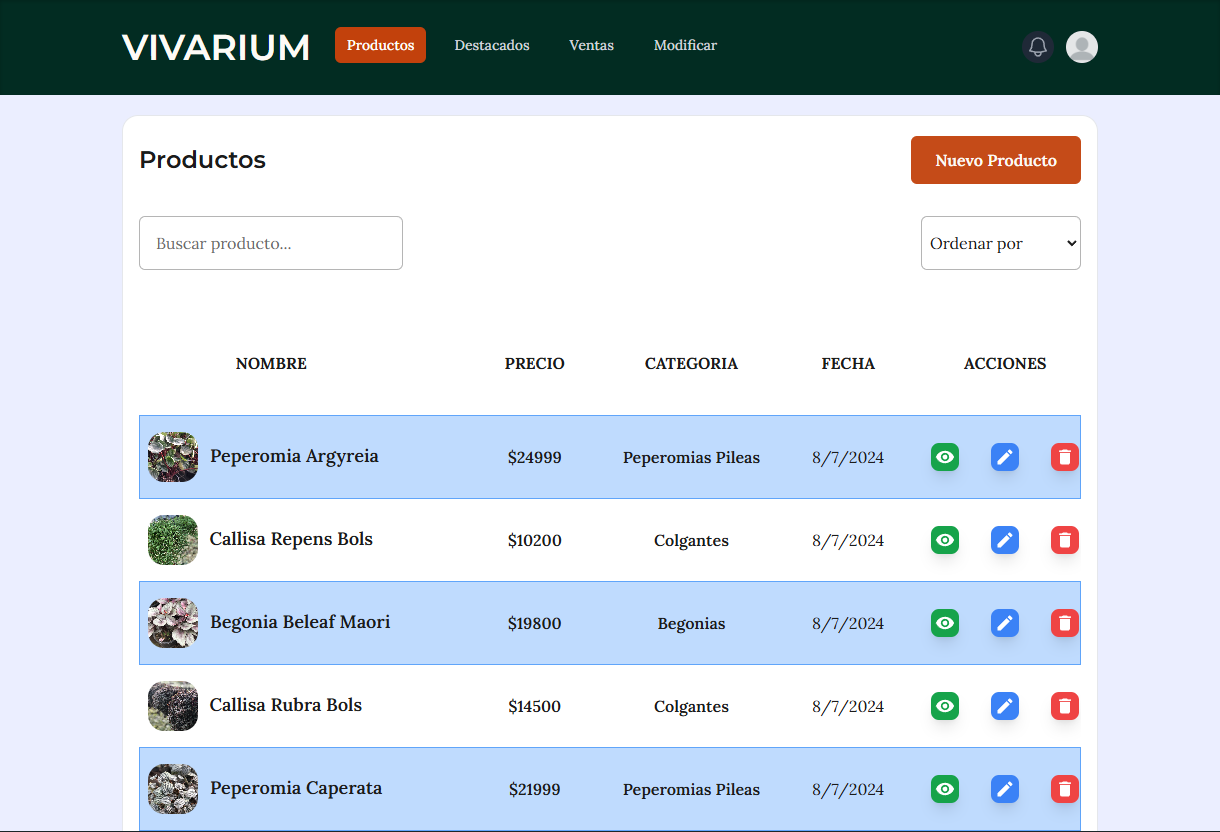 VIVARIUM Productos Destacados Ventas Modificar
Productos Nuevo Producto
Buscar producto... Ordenar por
NOMBRE PRECIO CATEGORIA FECHA ACCIONES
Peperomia Argyreia $24999 Peperomias Pileas 8/7/2024
Callisa Repens Bols $10200 Colgantes 8/7/2024
Begonia Beleaf Maori $19800 Begonias 8/7/2024
Callisa Rubra Bols $14500 Colgantes 8/7/2024
Peperomia Caperata $21999 Peperomias Pileas 8/7/2024